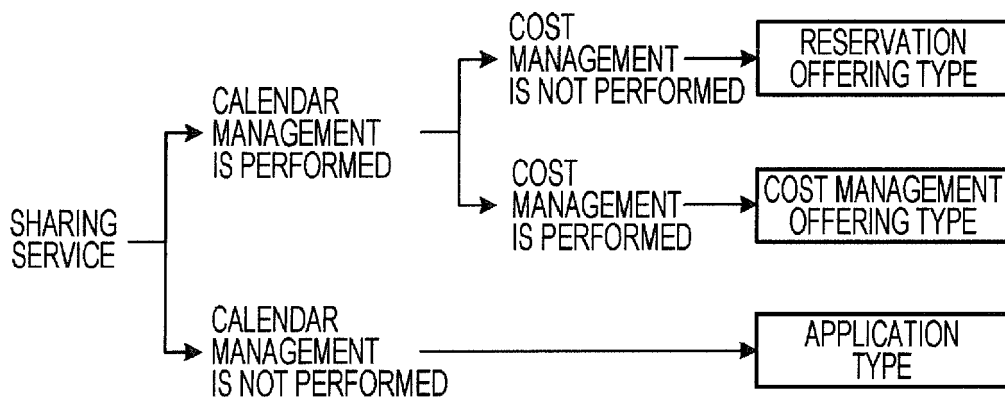 SHARING
SERVICE
CALENDAR
MANAGEMENT
IS PERFORMED
COST
MANAGEMENT
IS NOT PERFORMED
RESERVATION
OFFERING TYPE
COST
MANAGEMENT
IS PERFORMED
COST MANAGEMENT
OFFERING TYPE
CALENDAR
MANAGEMENT
IS NOT PERFORMED
APPLICATION
TYPE